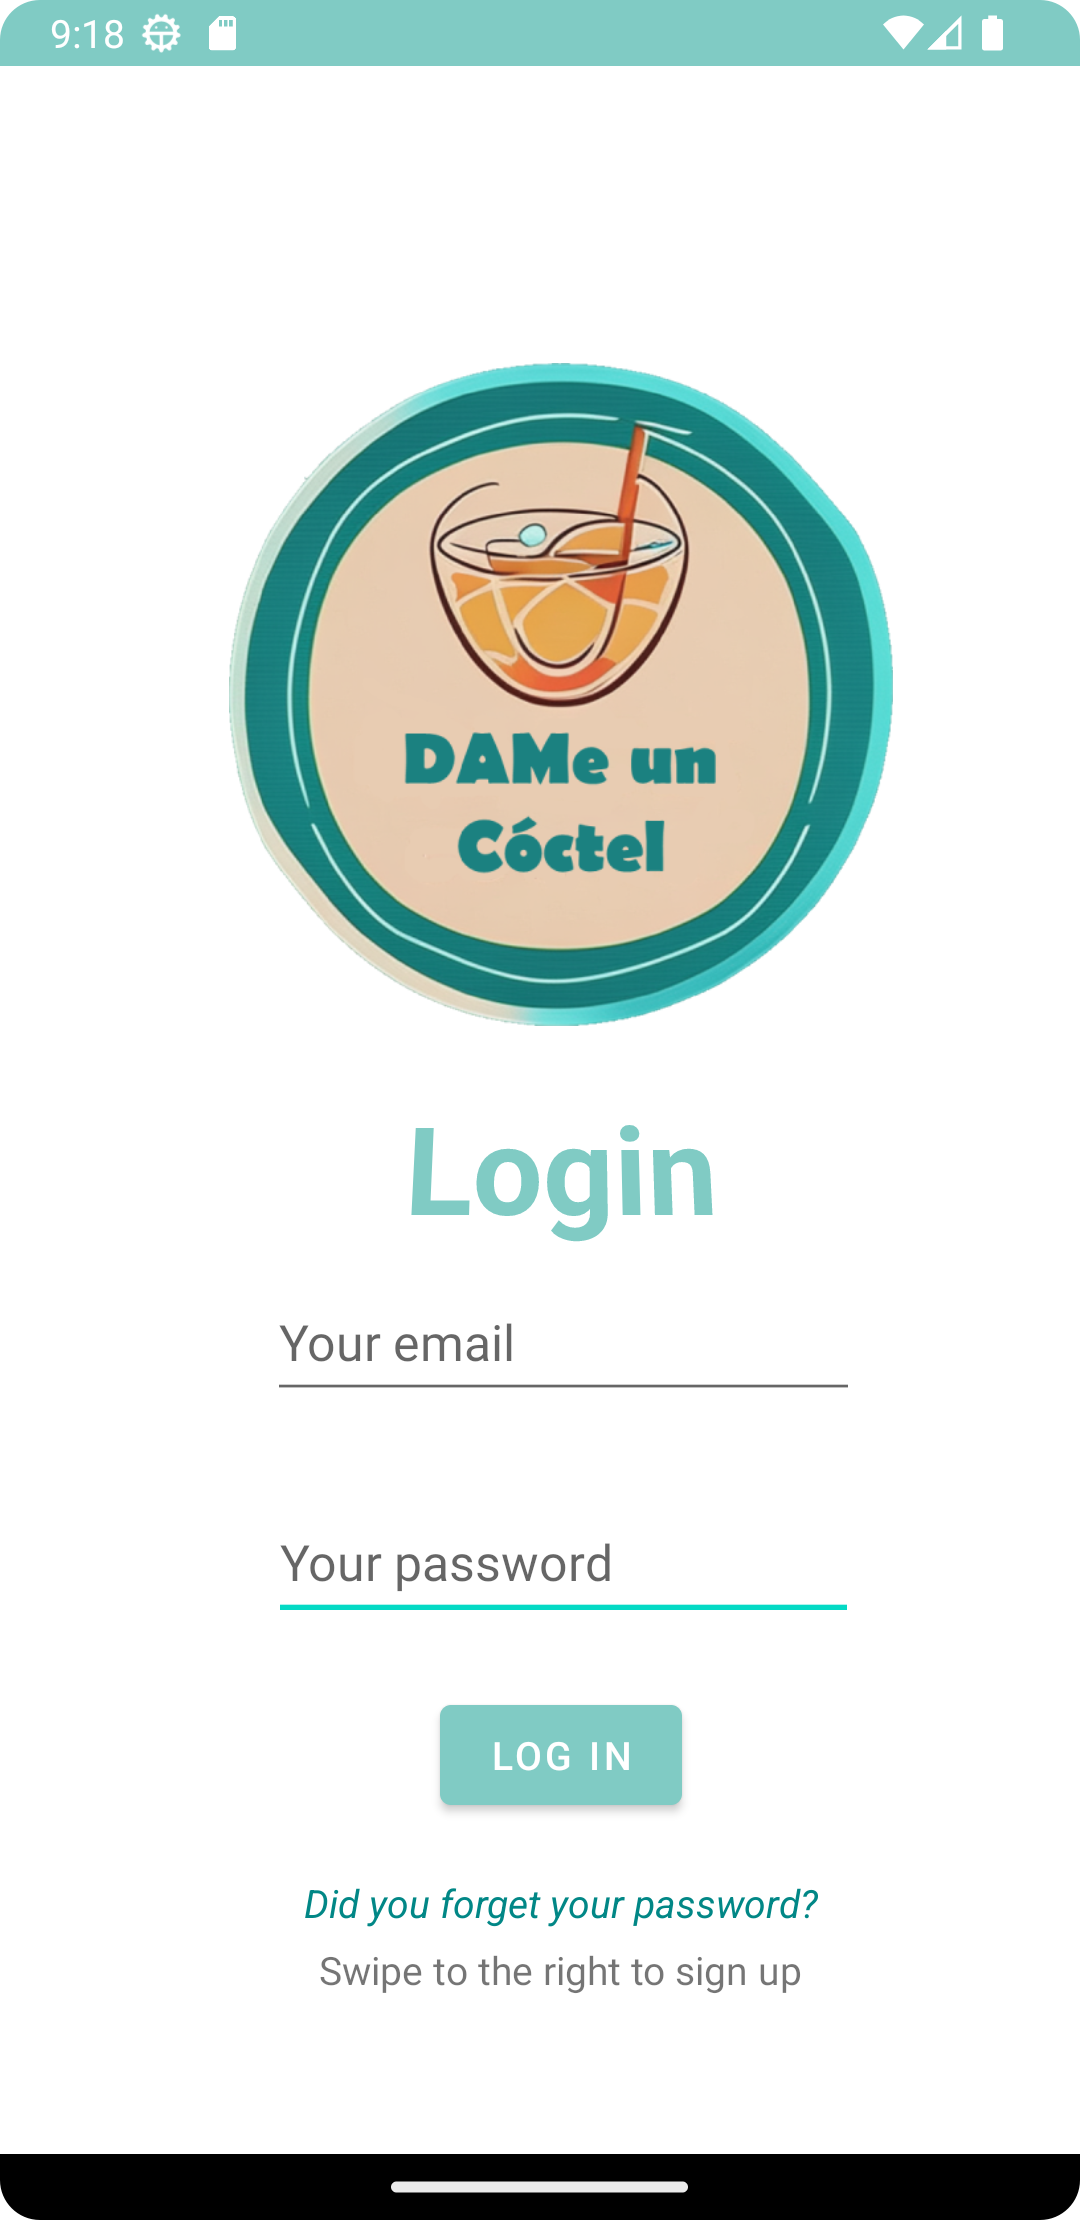 9:18
DAMe un
Cóctel
Login
Your email
Your password
LOG IN
Did you forget your password?
Swipe to the right to sign up